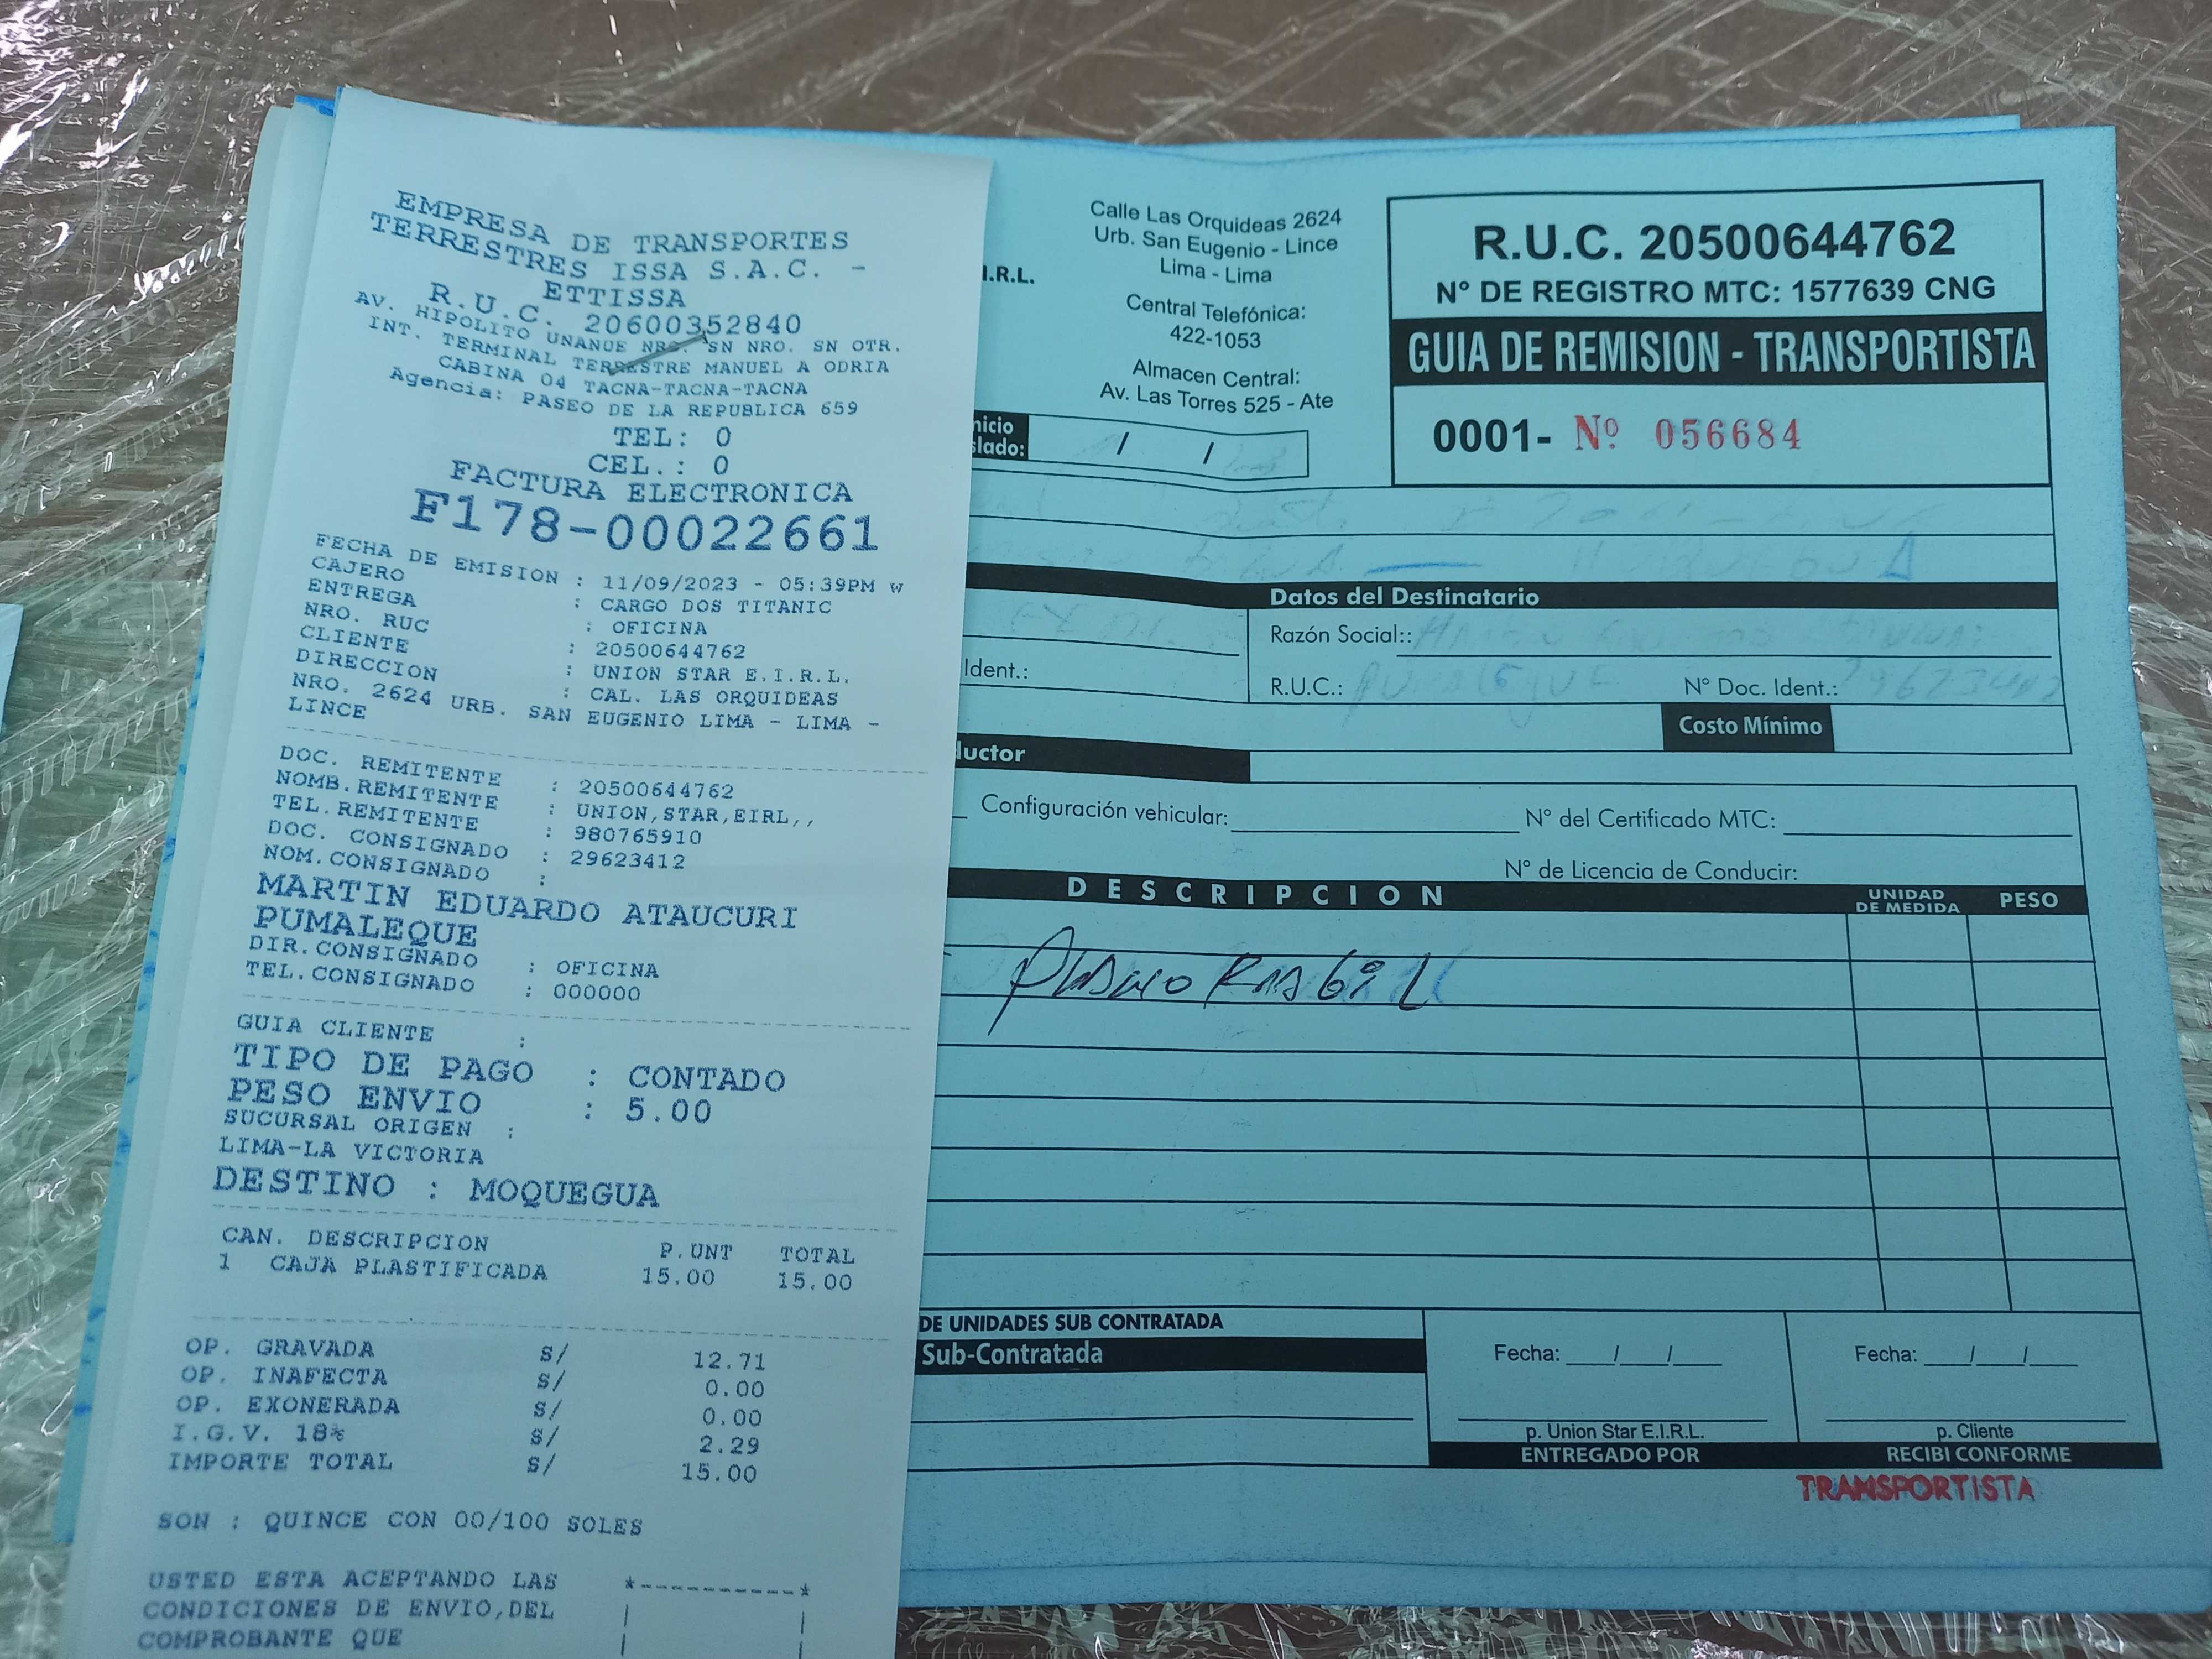 EMPRESA DE TRANSPORTES
TERRESTRES ISSA S.A.C. -
ETTISSA
R.U.C. 20600352840
AV. HIPOLITO UNANUE NRO. SN NRO. SN OTR.
INT. TERMINAL TERRESTRE MANUEL A ODRIA
CABINA 04 TACNA-TACNA-TACNA
Agencia: PASEO DE LA REPUBLICA 659
TEL: 0
CEL.: 0
FACTURA ELECTRONICA
F178-00022661
FECHA DE EMISION : 11/09/2023 - 05:39PM w
CAJERO : CARGO DOS TITANIC
ENTREGA : OFICINA
NRO. RUC : 20500644762
CLIENTE : UNION STAR E.I.R.L.
DIRECCION : CAL. LAS ORQUIDEAS
NRO. 2624 URB. SAN EUGENIO LIMA - LIMA -
LINCE
DOC. REMITENTE : 20500644762
NOMB.REMITENTE : UNION,STAR,EIRL,,
TEL.REMITENTE : 980765910
DOC. CONSIGNADO : 29623412
NOM.CONSIGNADO :
MARTIN EDUARDO ATAUCURI
PUMALEQUE
DIR.CONSIGNADO : OFICINA
TEL.CONSIGNADO : 000000
GUIA CLIENTE :
TIPO DE PAGO : CONTADO
PESO ENVIO : 5.00
SUCURSAL ORIGEN :
LIMA-LA VICTORIA
DESTINO : MOQUEGUA
CAN. DESCRIPCION P.UNT TOTAL
1 CAJA PLASTIFICADA 15.00 15.00
OP. GRAVADA S/ 12.71
OP. INAFECTA S/ 0.00
OP. EXONERADA S/ 0.00
I.G.V. 18% S/ 2.29
IMPORTE TOTAL S/ 15.00
SON : QUINCE CON 00/100 SOLES
USTED ESTA ACEPTANDO LAS
CONDICIONES DE ENVIO,DEL
COMPROBANTE QUE
I.R.L.
Calle Las Orquideas 2624
Urb. San Eugenio - Lince
Lima - Lima
Central Telefónica:
422-1053
Almacen Central:
Av. Las Torres 525 - Ate
R.U.C. 20500644762
N° DE REGISTRO MTC: 1577639 CNG
GUIA DE REMISION - TRANSPORTISTA
0001- Nº 056684
nicio
slado: / /
Datos del Destinatario
Razón Social::
Ident.:
R.U.C.: N° Doc. Ident.:
Costo Mínimo
ductor
Configuración vehicular: N° del Certificado MTC:
N° de Licencia de Conducir:
DESCRIPCION UNIDAD DE MEDIDA PESO
DE UNIDADES SUB CONTRATADA
Sub-Contratada
Fecha: / /
Fecha: / /
p. Union Star E.I.R.L.
ENTREGADO POR
p. Cliente
RECIBI CONFORME
TRANSPORTISTA